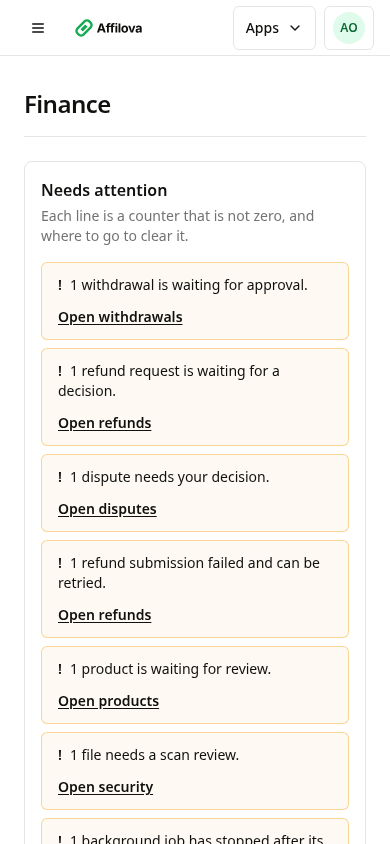 Affilova
Apps
AO
Finance
Needs attention
Each line is a counter that is not zero, and
where to go to clear it.
! 1 withdrawal is waiting for approval.
Open withdrawals
! 1 refund request is waiting for a
decision.
Open refunds
! 1 dispute needs your decision.
Open disputes
! 1 refund submission failed and can be
retried.
Open refunds
! 1 product is waiting for review.
Open products
! 1 file needs a scan review.
Open security
! 1 background job has stopped after its